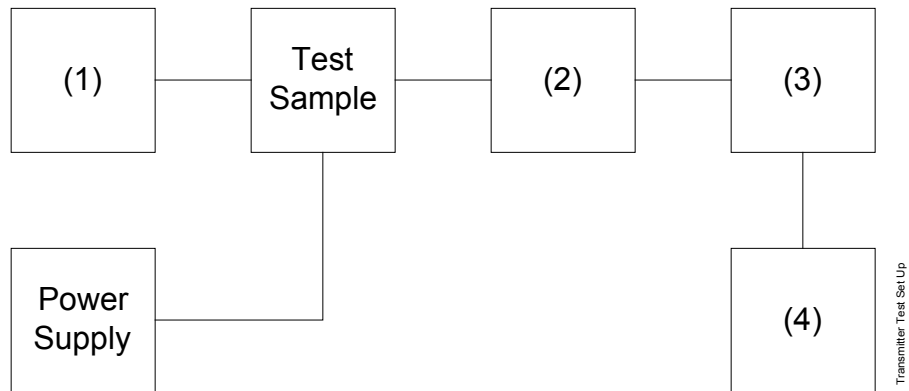 (1)
Test
Sample
(2)
(3)
Power
Supply
(4)
Transmitter Test Set Up